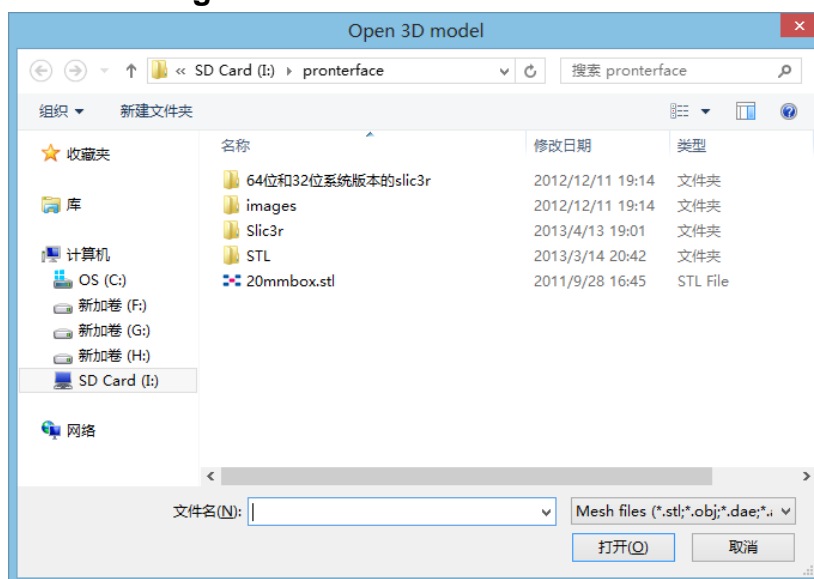 Open 3D model
« SD Card (I:) pronterface 搜索 pronterface
组织 新建文件夹
名称 修改日期 类型
收藏夹
库
计算机
OS (C:)
新加卷 (F:)
新加卷 (G:)
新加卷 (H:)
SD Card (I:)
网络
64位和32位系统版本的slic3r 2012/12/11 19:14 文件夹
images 2012/12/11 19:14 文件夹
Slic3r 2013/4/13 19:01 文件夹
STL 2013/3/14 20:42 文件夹
20mmbox.stl 2011/9/28 16:45 STL File
文件名(N): Mesh files (*.stl;*.obj;*.dae;*.
打开(O) 取消